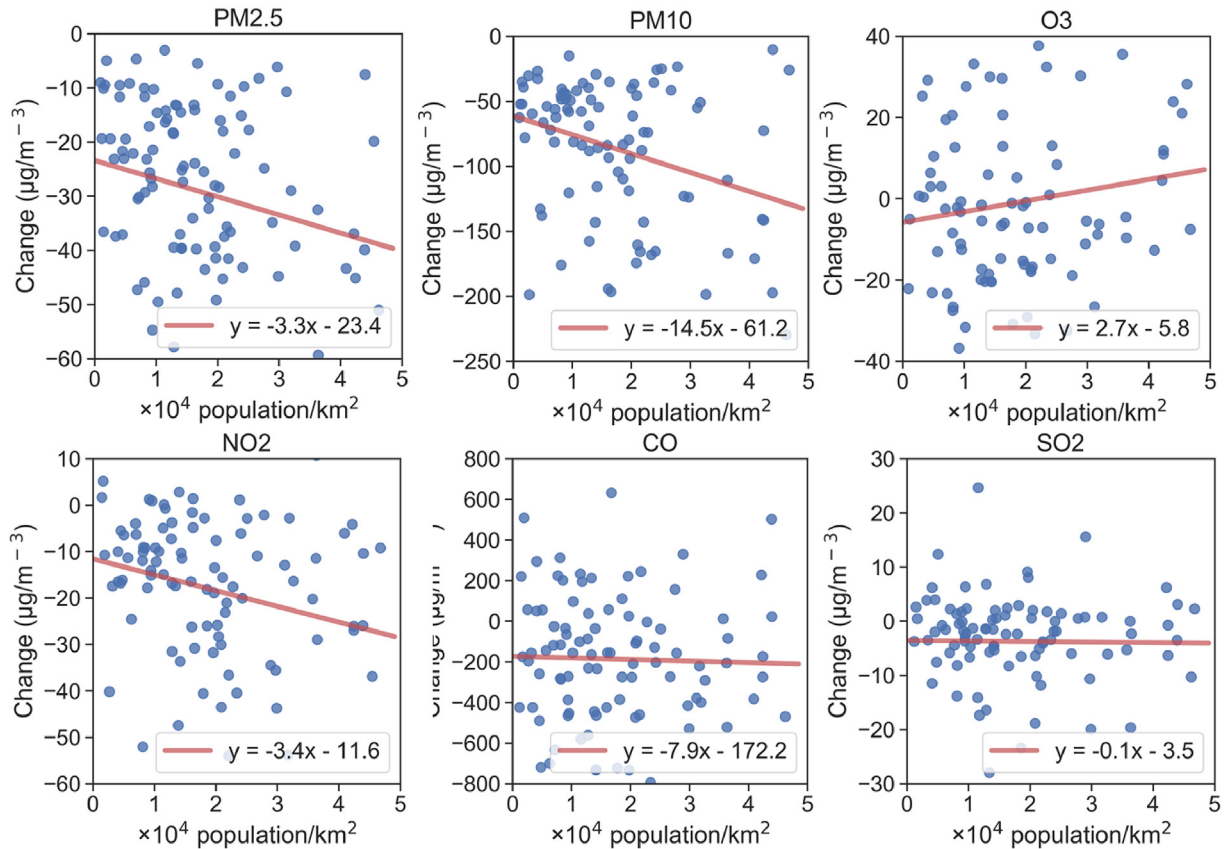 PM2.5
0
−10
−20
−30
−40
−50
−60
Change (μg/m⁻³)
y = -3.3x - 23.4
0 1 2 3 4 5
×10⁴ population/km²
PM10
0
−50
−100
−150
−200
−250
Change (μg/m⁻³)
y = -14.5x - 61.2
0 1 2 3 4 5
×10⁴ population/km²
O3
40
20
0
−20
−40
Change (μg/m⁻³)
y = 2.7x - 5.8
0 1 2 3 4 5
×10⁴ population/km²
NO2
10
0
−10
−20
−30
−40
−50
−60
Change (μg/m⁻³)
y = -3.4x - 11.6
0 1 2 3 4 5
×10⁴ population/km²
CO
800
600
400
200
0
−200
−400
−600
−800
y = -7.9x - 172.2
0 1 2 3 4 5
×10⁴ population/km²
SO2
30
20
10
0
−10
−20
−30
Change (μg/m⁻³)
y = -0.1x - 3.5
0 1 2 3 4 5
×10⁴ population/km²